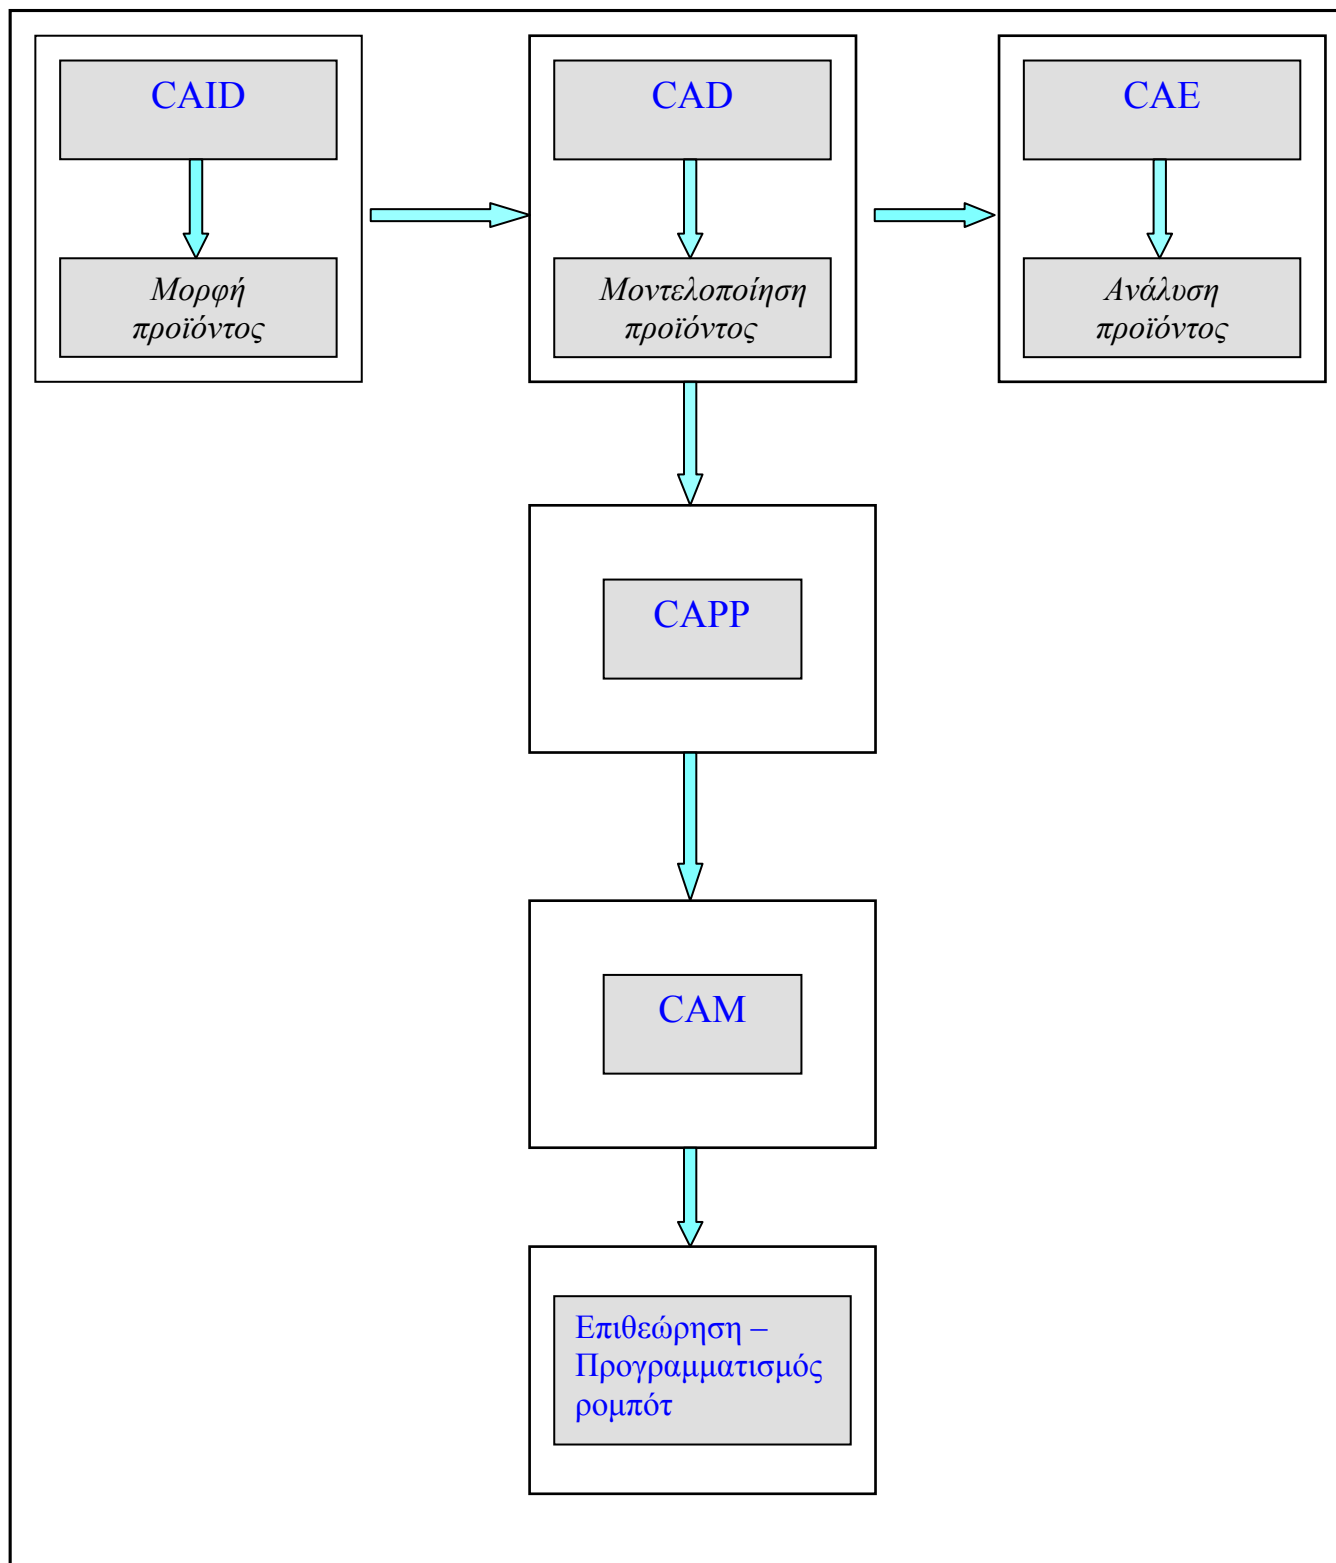 CAID
Μορφή
προϊόντος
CAD
Μοντελοποίηση
προϊόντος
CAE
Ανάλυση
προϊόντος
CAPP
CAM
Επιθεώρηση –
Προγραμματισμός
ρομπότ